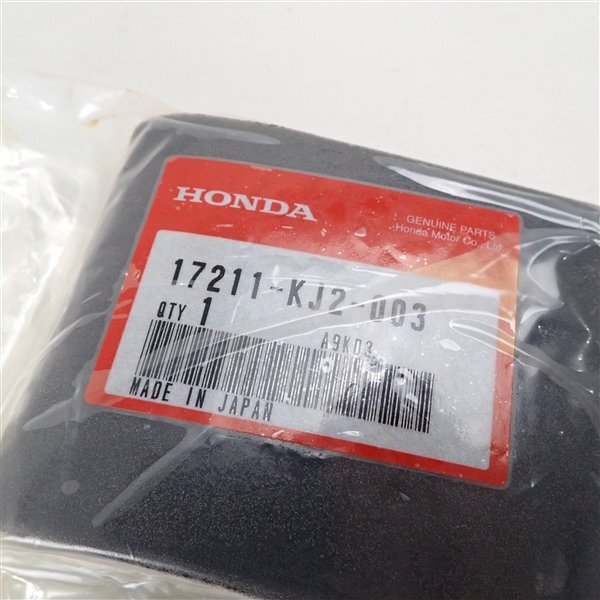 HONDA
GENUINE PARTS
Honda Motor Co., Ltd.
17211-KJ2-003
QTY 1
A9K03
MADE IN JAPAN